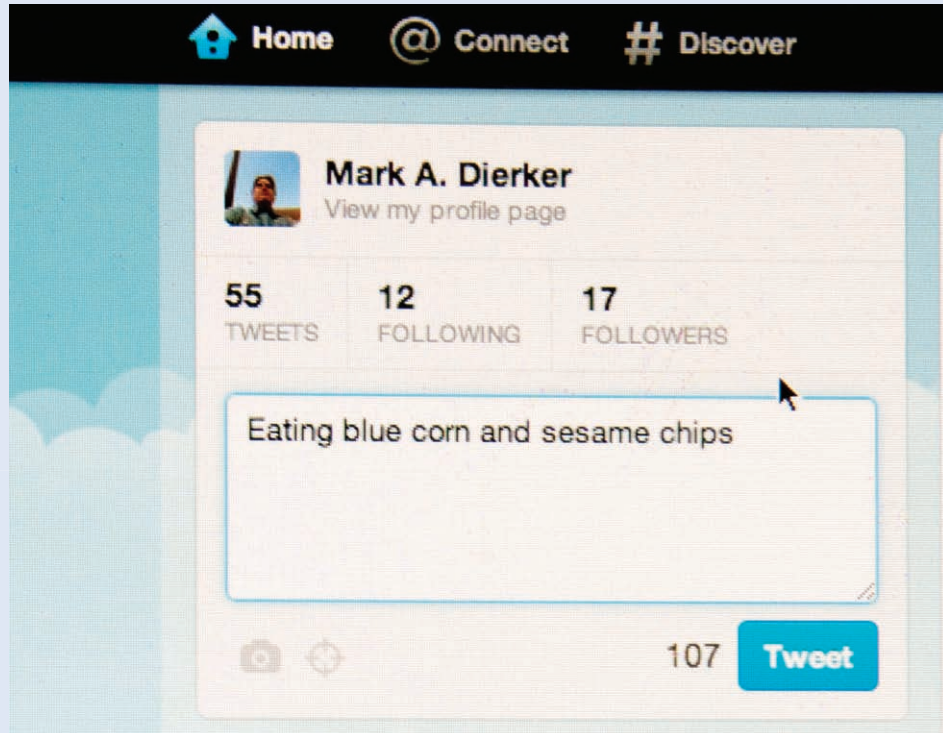 Home @ Connect # Discover
Mark A. Dierker
View my profile page
55 12 17
TWEETS FOLLOWING FOLLOWERS
Eating blue corn and sesame chips
107 Tweet